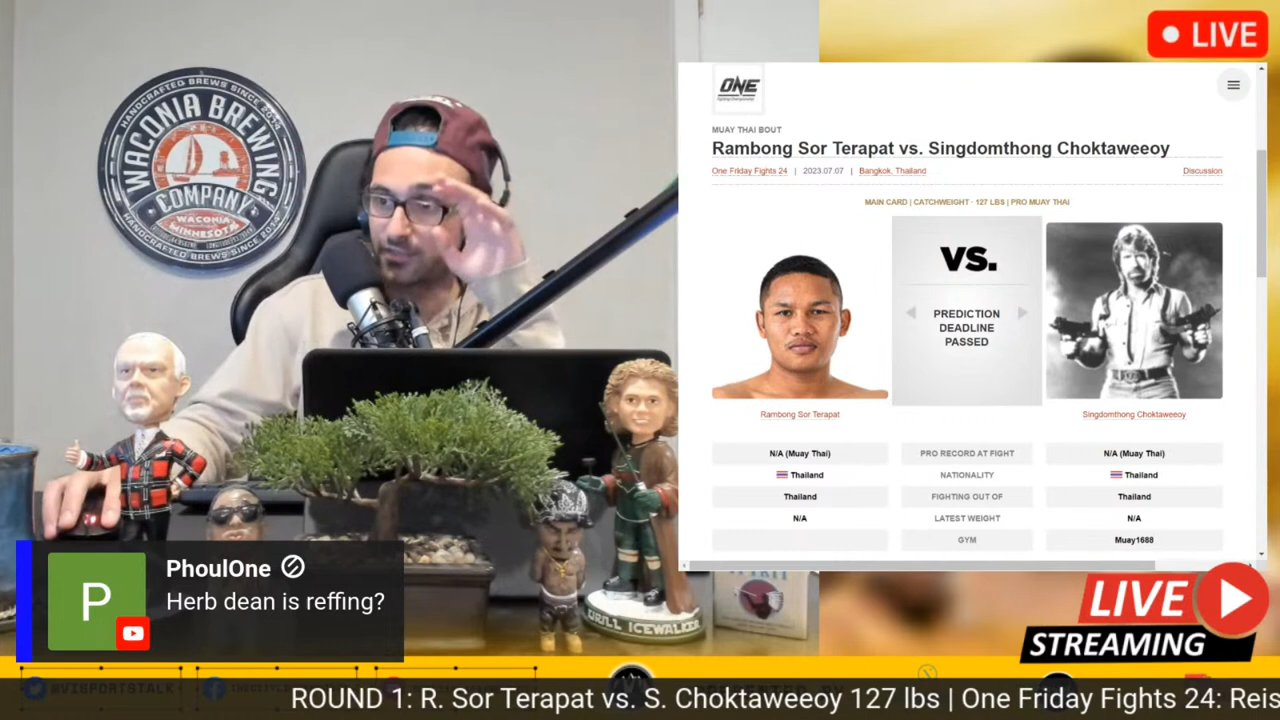 HANDCRAFTED BREWS SINCE 2014
WACONIA BREWING
COMPANY
WACONIA
MINNESOTA
HANDCRAFTED BREWS SINCE
LIVE
ONE
MUAY THAI BOUT
Rambong Sor Terapat vs. Singdomthong Choktaweeoy
One Friday Fights 24 | 2023.07.07 | Bangkok, Thailand
Discussion
MAIN CARD | CATCHWEIGHT · 127 LBS | PRO MUAY THAI
VS.
PREDICTION
DEADLINE
PASSED
Rambong Sor Terapat
Singdomthong Choktaweeoy
N/A (Muay Thai) PRO RECORD AT FIGHT N/A (Muay Thai)
Thailand NATIONALITY Thailand
Thailand FIGHTING OUT OF Thailand
N/A LATEST WEIGHT N/A
GYM Muay1688
P
PhoulOne
Herb dean is reffing?
LIVE
STREAMING
@VISPORTSTALK
ROUND 1: R. Sor Terapat vs. S. Choktaweeoy 127 lbs | One Friday Fights 24: Reis